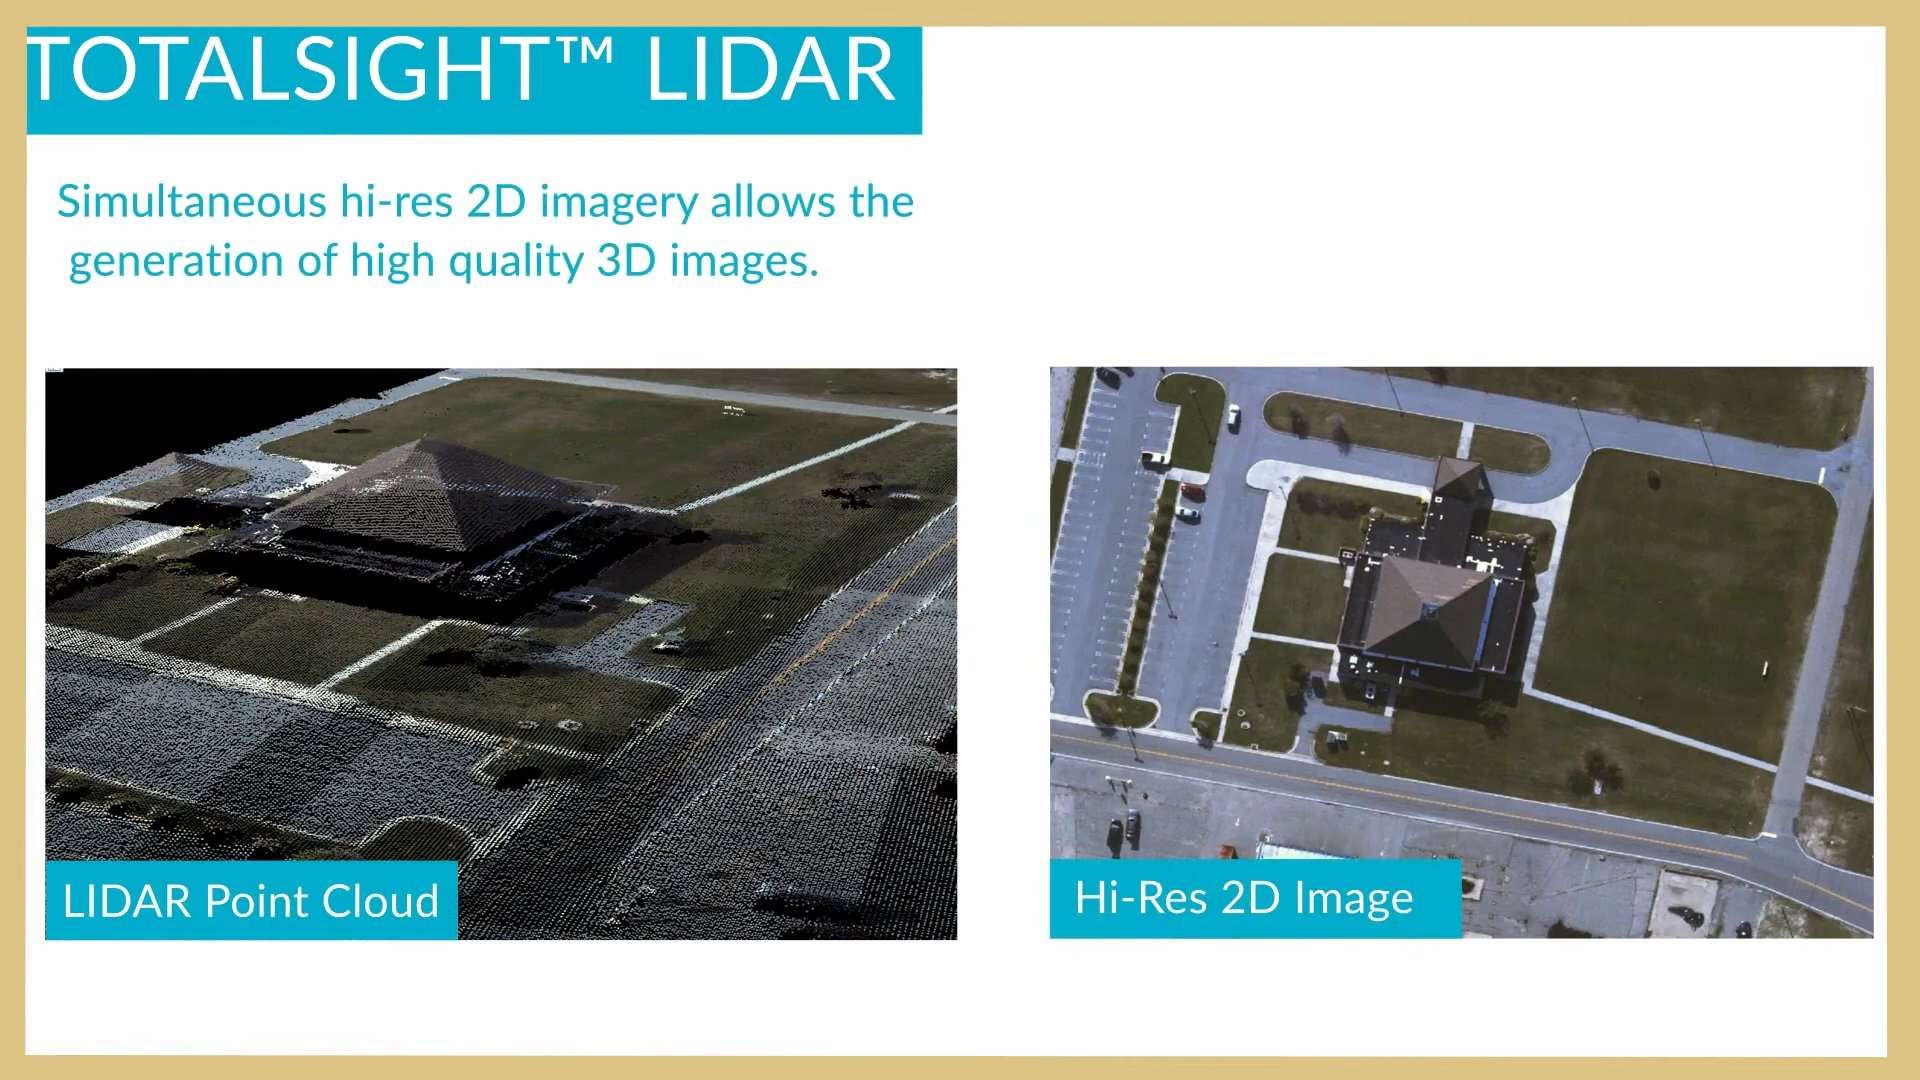 TOTALSIGHT™ LIDAR
Simultaneous hi-res 2D imagery allows the
generation of high quality 3D images.
LIDAR Point Cloud
Hi-Res 2D Image